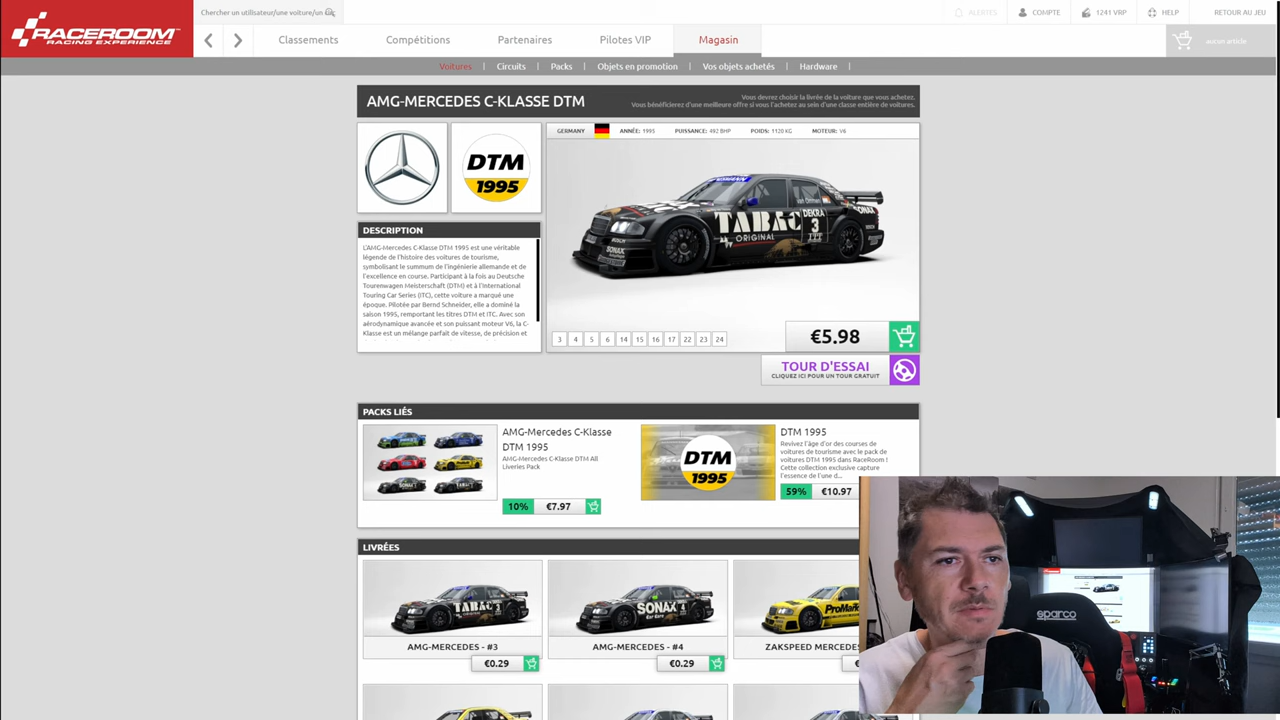 RACEROOM
RACING EXPERIENCE
Chercher un utilisateur/une voiture/un
ALERTES
COMPTE
1241 VRP
HELP
RETOUR AU JEU
Classements
Compétitions
Partenaires
Pilotes VIP
Magasin
aucun article
Voitures
Circuits
Packs
Objets en promotion
Vos objets achetés
Hardware
AMG-MERCEDES C-KLASSE DTM
Vous devrez choisir la livrée de la voiture que vous achetez.
Vous bénéficierez d'une meilleure offre si vous l'achetez au sein d'une classe entière de voitures.
DTM
1995
GERMANY
ANNÉE: 1995
PUISSANCE: 492 BHP
POIDS: 1120 KG
MOTEUR: V6
TABAC
ORIGINAL
DEKRA
3
SONAX
DESCRIPTION
L'AMG-Mercedes C-Klasse DTM 1995 est une véritable
légende de l'histoire des voitures de tourisme,
symbolisant le summum de l'ingénierie allemande et de
l'excellence en course. Participant à la fois au Deutsche
Tourenwagen Meisterschaft (DTM) et à l'International
Touring Car Series (ITC), cette voiture a marqué une
époque. Pilotée par Bernd Schneider, elle a dominé la
saison 1995, remportant les titres DTM et ITC. Avec son
aérodynamique avancée et son puissant moteur V6, la C-
Klasse est un mélange parfait de vitesse, de précision et
3 4 5 6 14 15 16 17 22 23 24
€5.98
TOUR D'ESSAI
CLIQUEZ ICI POUR UN TOUR GRATUIT
PACKS LIÉS
AMG-Mercedes C-Klasse
DTM 1995
AMG-Mercedes C-Klasse DTM All
Liveries Pack
10%
€7.97
DTM
1995
DTM 1995
Revivez l'âge d'or des courses de
voitures de tourisme avec le pack de
voitures DTM 1995 dans RaceRoom !
Cette collection exclusive capture
l'essence de l'une d...
59%
€10.97
LIVRÉES
TABAC
SONAX
AMG-MERCEDES - #3
AMG-MERCEDES - #4
ZAKSPEED MERCEDES
€0.29
€0.29
sparco